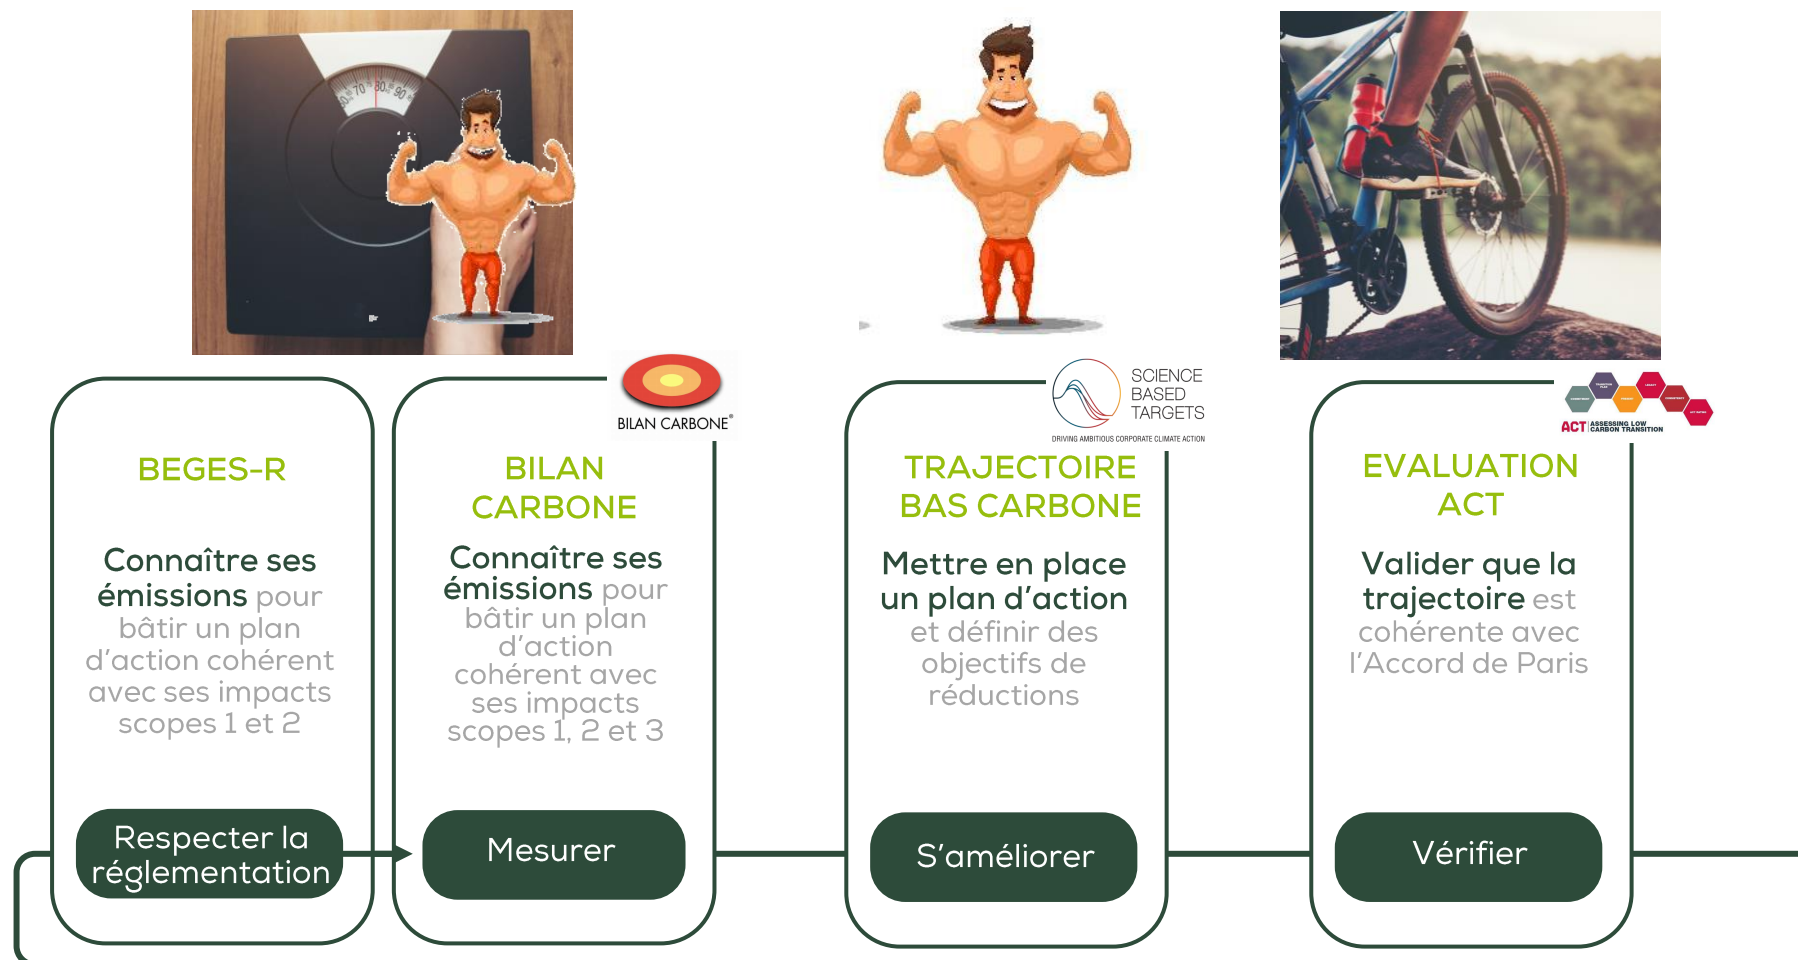 70
80
90
BILAN CARBONE®
SCIENCE
BASED
TARGETS
DRIVING AMBITIOUS CORPORATE CLIMATE ACTION
ACT
ASSESSING LOW
CARBON TRANSITION
BEGES-R
Connaître ses
émissions pour
bâtir un plan
d’action cohérent
avec ses impacts
scopes 1 et 2
Respecter la
réglementation
BILAN
CARBONE
Connaître ses
émissions pour
bâtir un plan
d’action
cohérent avec
ses impacts
scopes 1, 2 et 3
Mesurer
TRAJECTOIRE
BAS CARBONE
Mettre en place
un plan d’action
et définir des
objectifs de
réductions
S’améliorer
EVALUATION
ACT
Valider que la
trajectoire est
cohérente avec
l’Accord de Paris
Vérifier